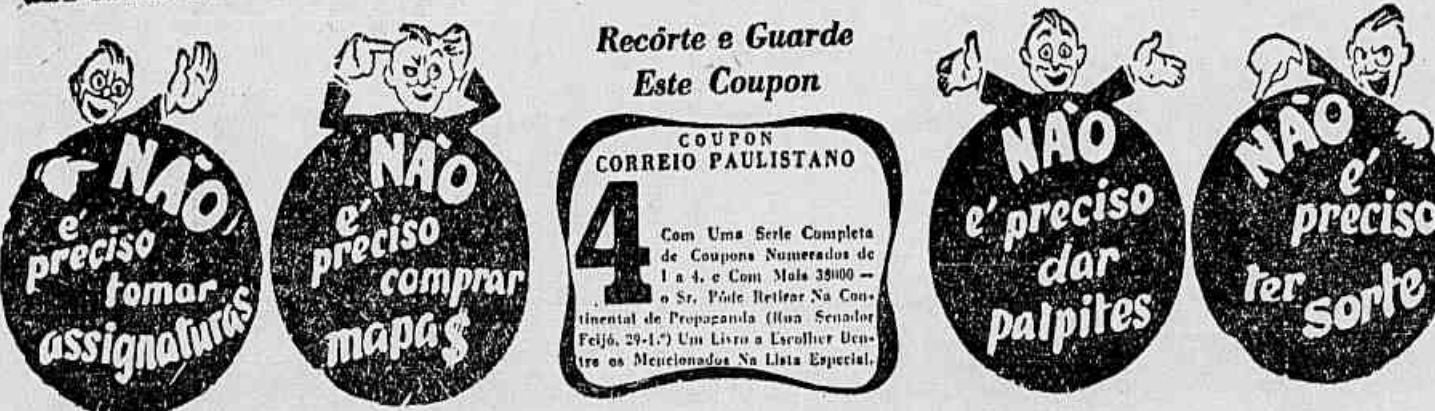 NÃO
é
preciso
tomar
assignaturas
NÃO
é
preciso
comprar
mapa$
Recórte e Guarde
Este Coupon
COUPON
CORREIO PAULISTANO
4
Com Uma Serie Completa
de Coupons Numerados de
1 a 4, e Com Mais 3$000 —
o Sr. Póde Retirar Na Con-
tinental de Propaganda (Rua Senador
Feijó, 29-1.º) Um Livro a Escolher Den-
tre os Mencionados Na Lista Especial.
NÃO
e' preciso
dar
palpites
NÃO
e'
preciso
ter
sorte